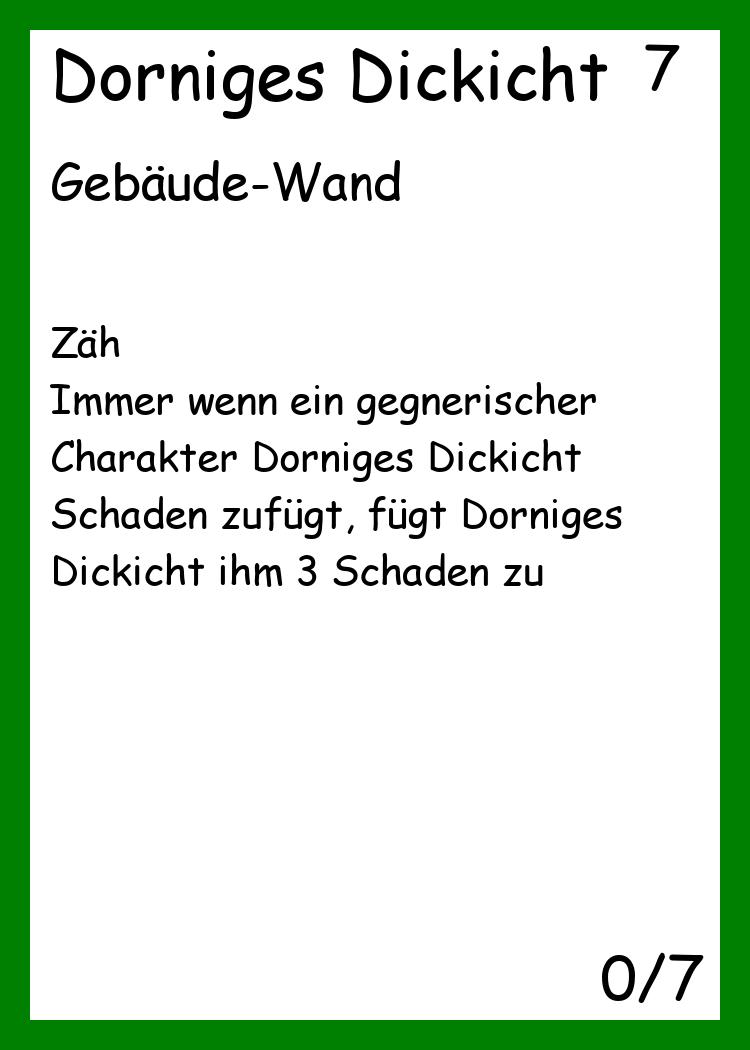 Dorniges Dickicht 7
Gebäude-Wand
Zäh
Immer wenn ein gegnerischer
Charakter Dorniges Dickicht
Schaden zufügt, fügt Dorniges
Dickicht ihm 3 Schaden zu
0/7